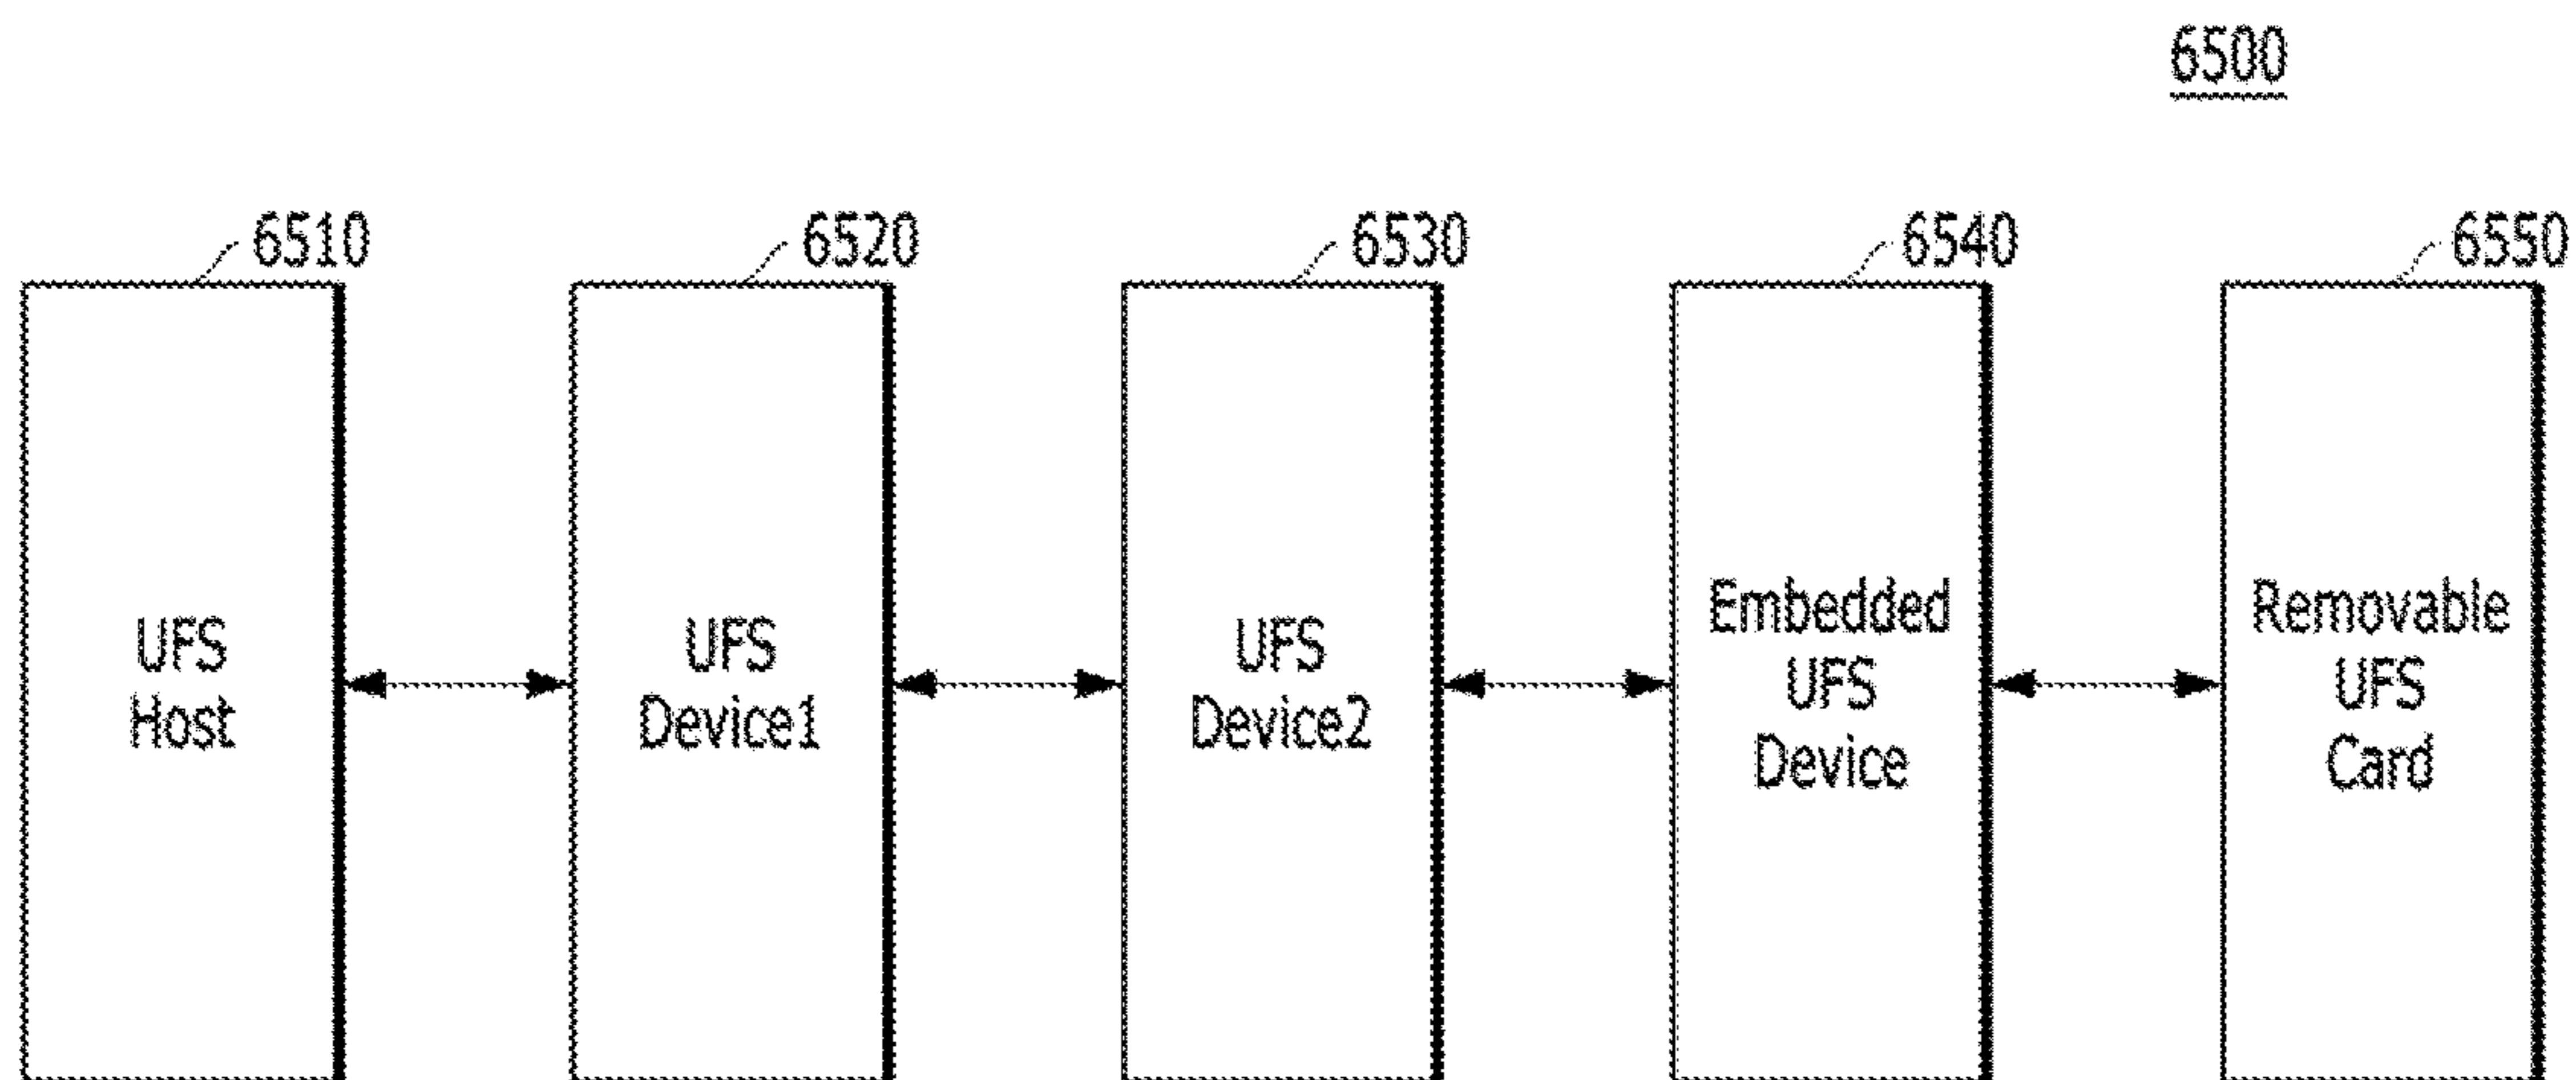 6500
6510
6520
6530
6540
6550
UFS
Host
UFS
Device1
UFS
Device2
Embedded
UFS
Device
Removable
UFS
Card